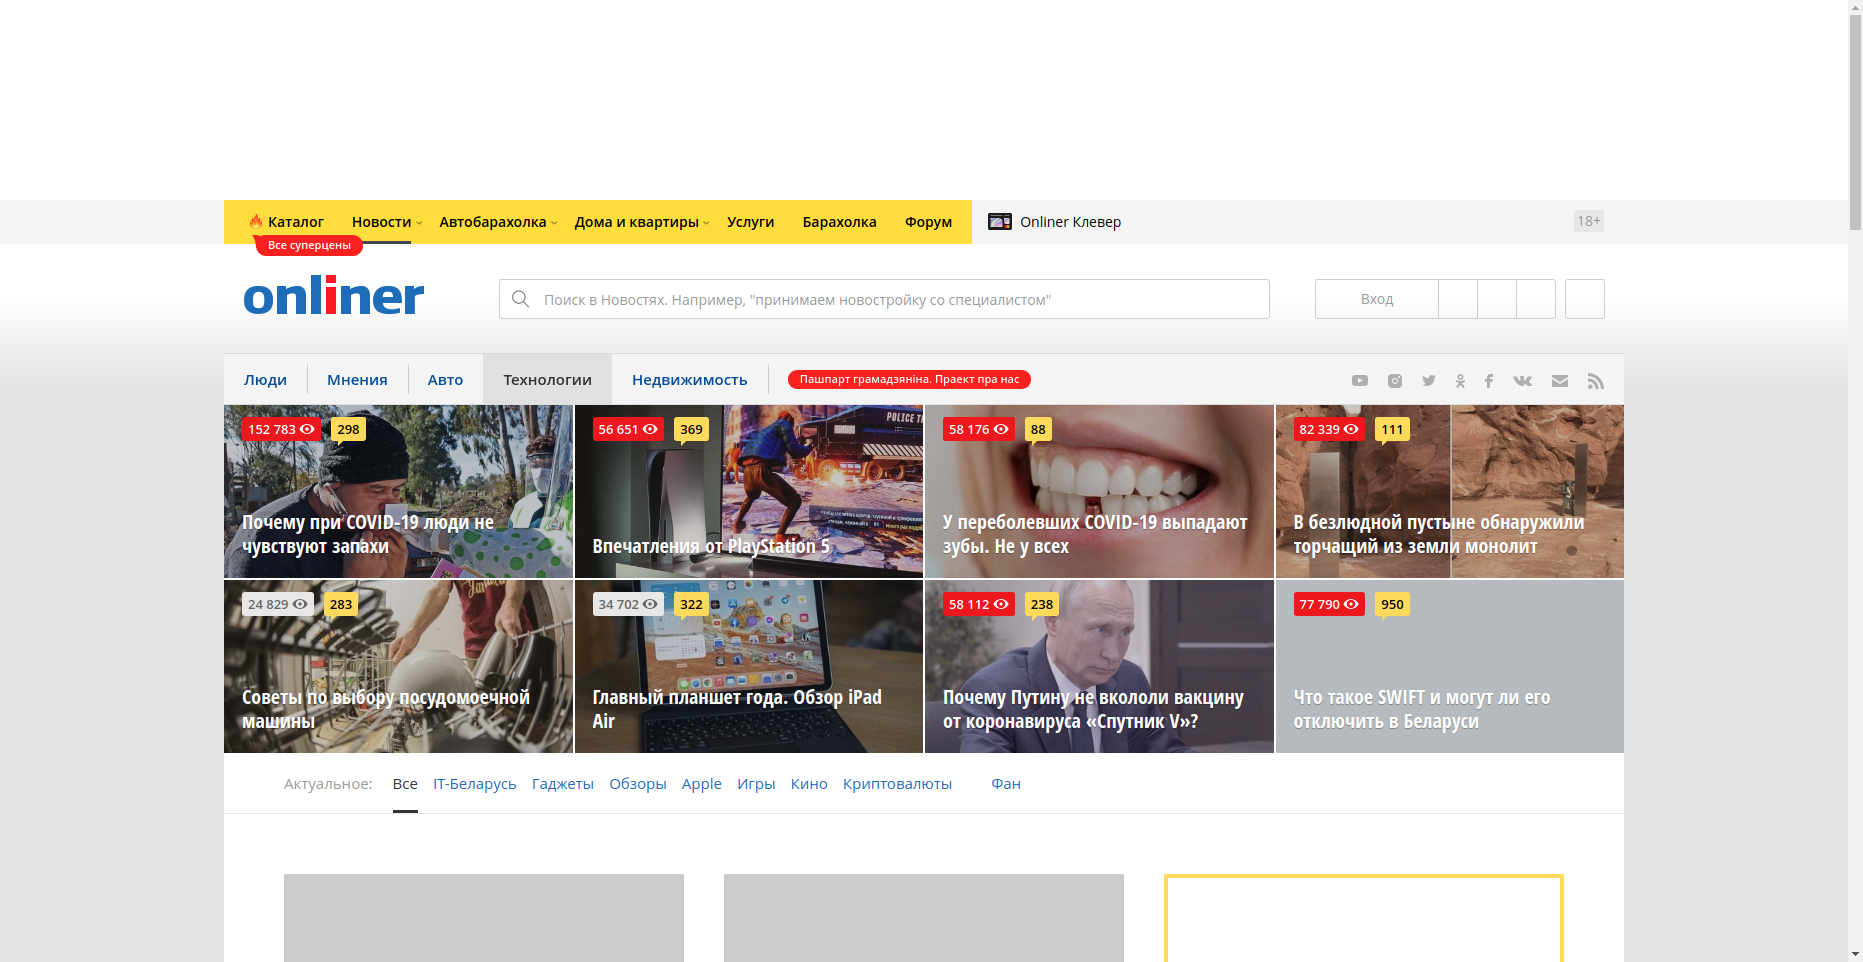 Каталог Новости Автобарахолка Дома и квартиры Услуги Барахолка Форум Onliner Клевер 18+
Все суперцены
onliner
Поиск в Новостях. Например, "принимаем новостройку со специалистом"
Вход
Люди Мнения Авто Технологии Недвижимость Пашпарт грамадзяніна. Праект пра нас
152 783 298
Почему при COVID-19 люди не
чувствуют запахи
56 651 369
POLICE
Впечатления от PlayStation 5
58 176 88
У переболевших COVID-19 выпадают
зубы. Не у всех
82 339 111
В безлюдной пустыне обнаружили
торчащий из земли монолит
24 829 283
Советы по выбору посудомоечной
машины
34 702 322
Главный планшет года. Обзор iPad
Air
58 112 238
Почему Путину не вкололи вакцину
от коронавируса «Спутник V»?
77 790 950
Что такое SWIFT и могут ли его
отключить в Беларуси
Актуальное: Все IT-Беларусь Гаджеты Обзоры Apple Игры Кино Криптовалюты Фан